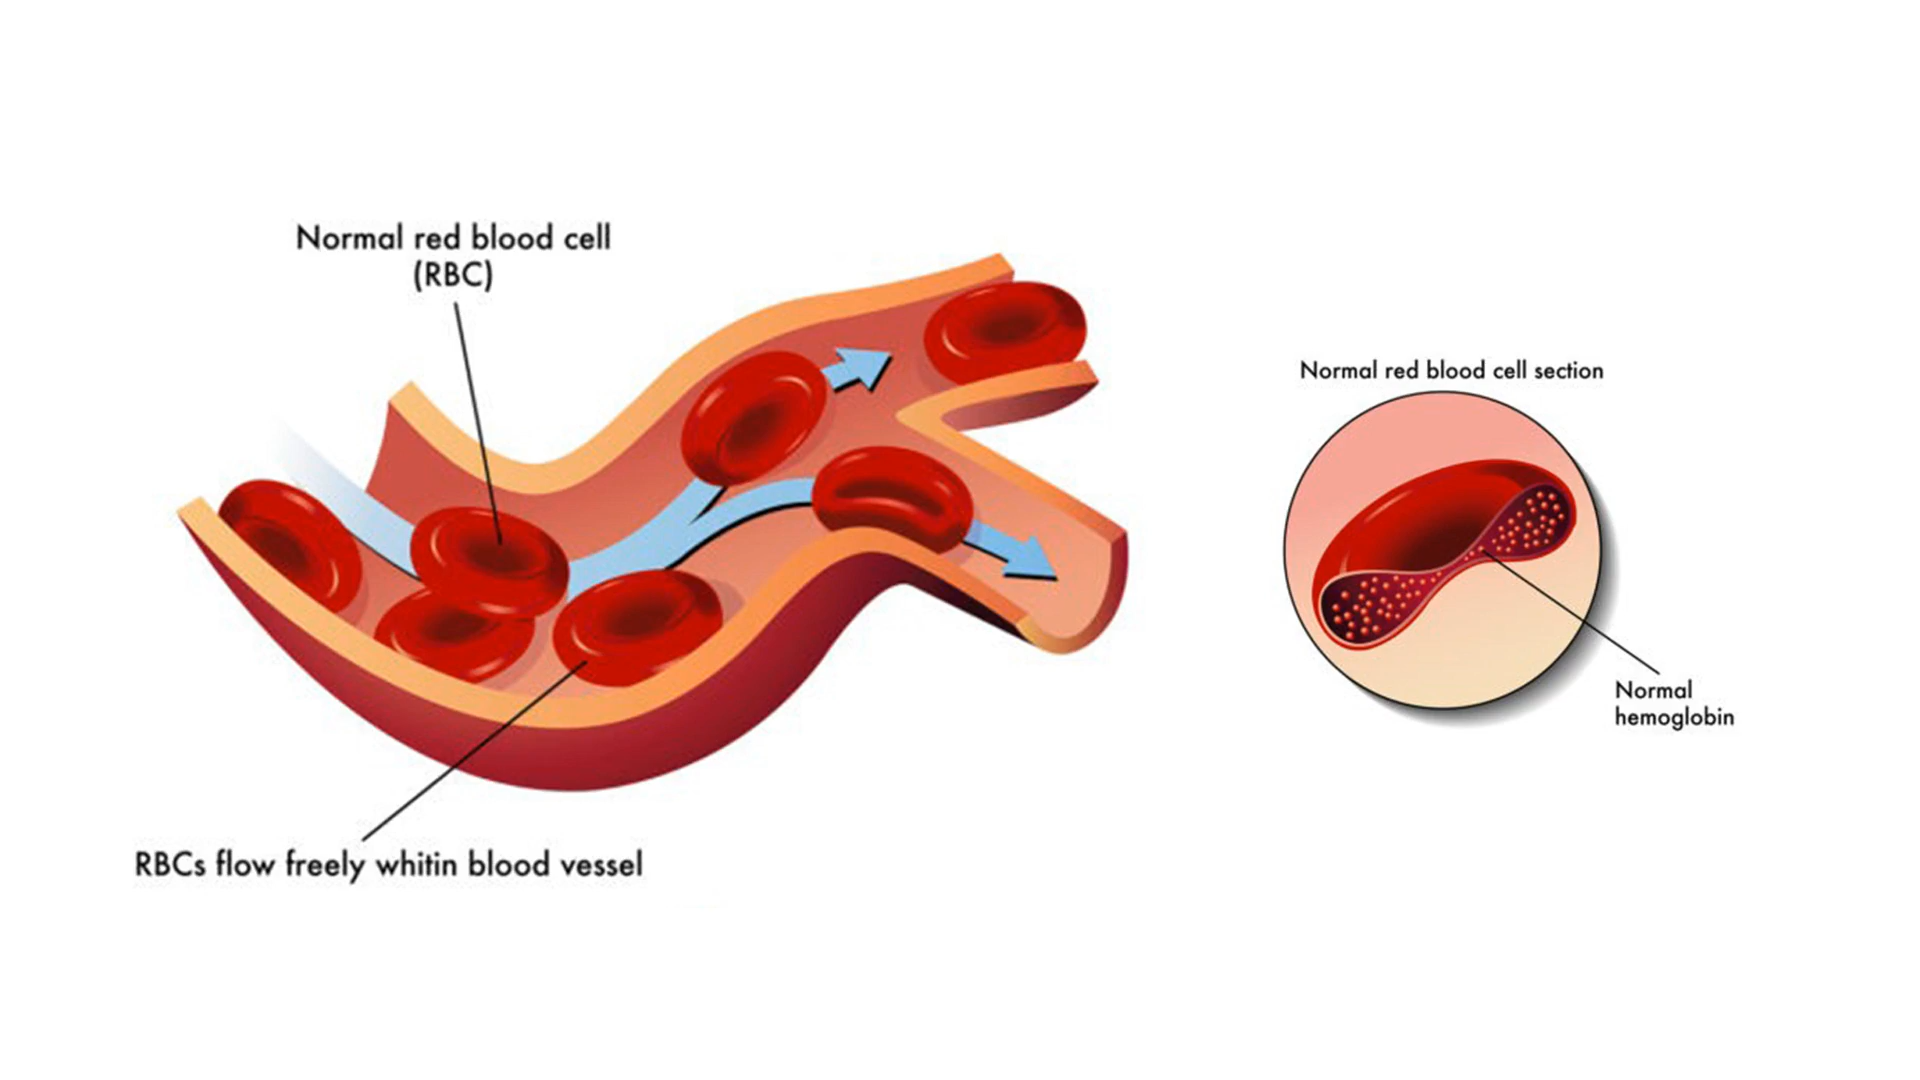 Normal red blood cell
(RBC)
RBCs flow freely whitin blood vessel
Normal red blood cell section
Normal
hemoglobin